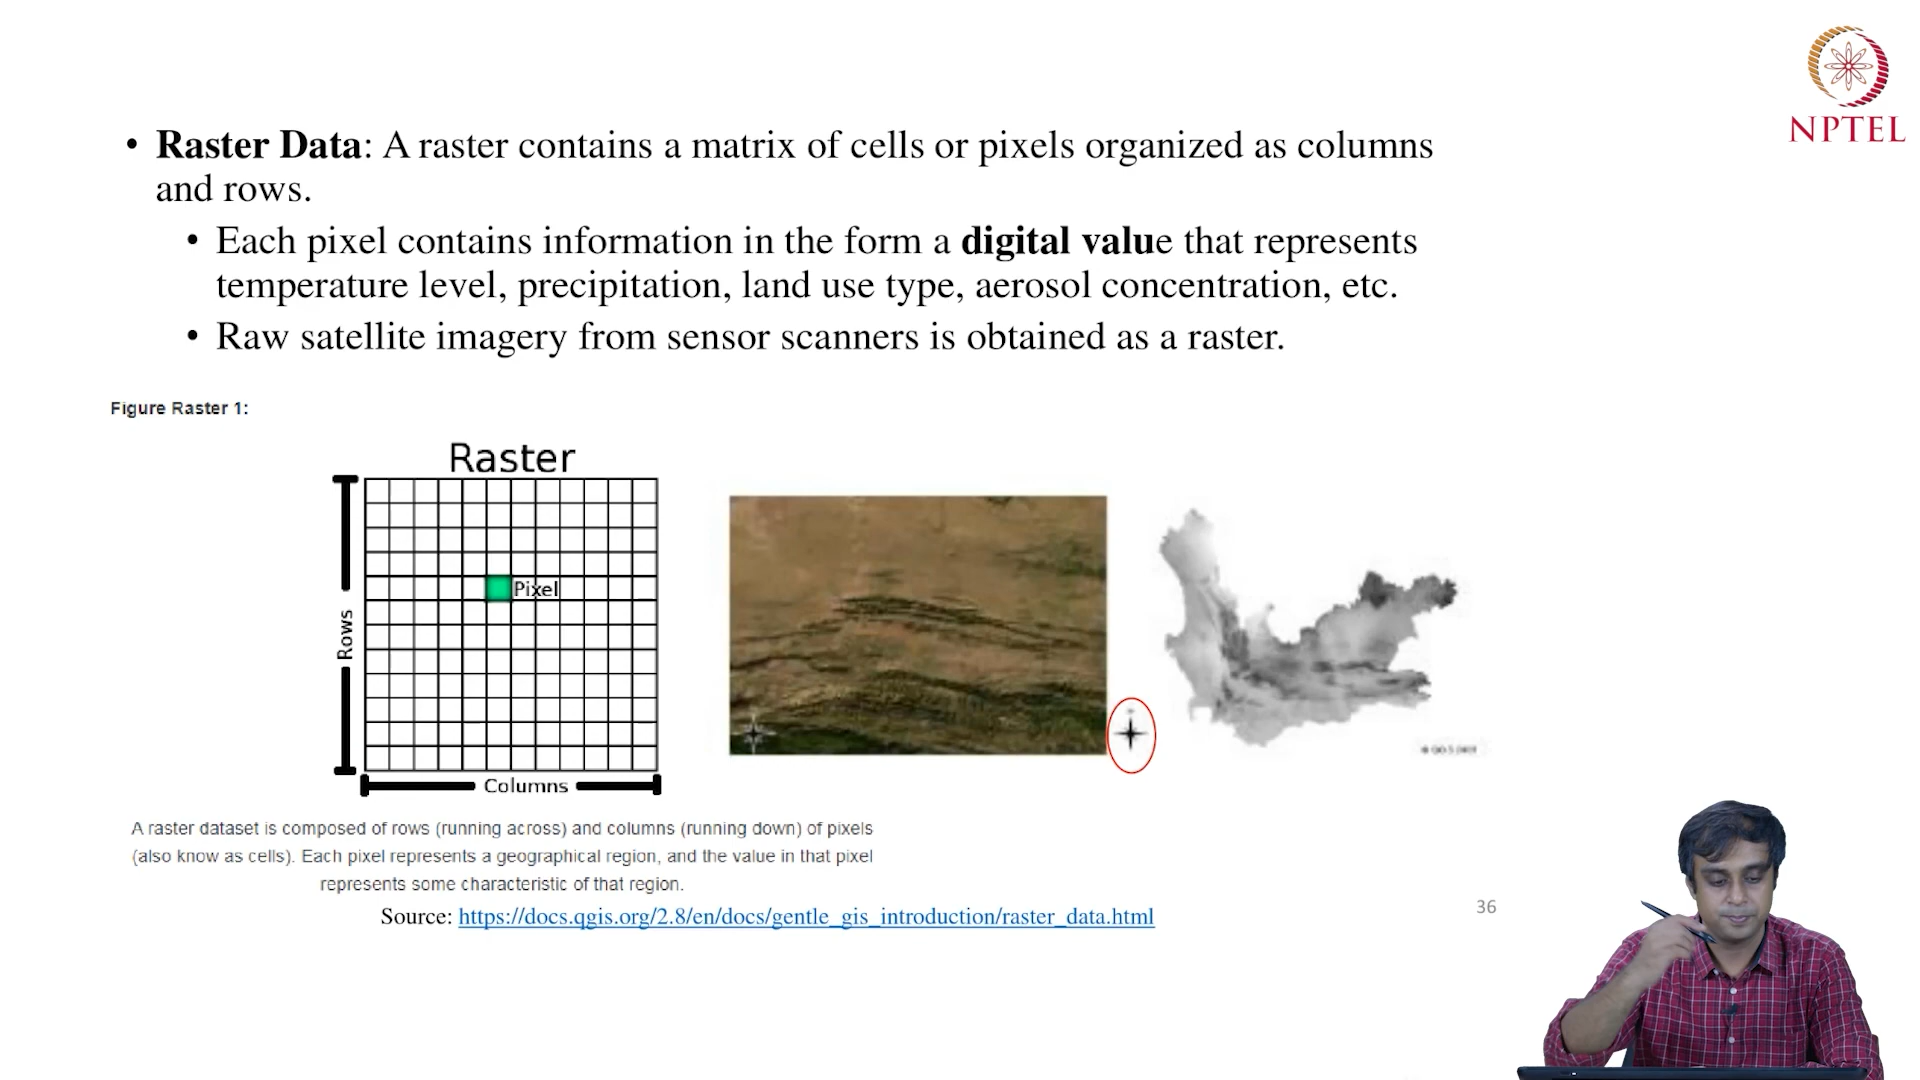 NPTEL
• Raster Data: A raster contains a matrix of cells or pixels organized as columns
and rows.
• Each pixel contains information in the form a digital value that represents
temperature level, precipitation, land use type, aerosol concentration, etc.
• Raw satellite imagery from sensor scanners is obtained as a raster.
Figure Raster 1:
Raster
Pixel
Rows
Columns
A raster dataset is composed of rows (running across) and columns (running down) of pixels
(also know as cells). Each pixel represents a geographical region, and the value in that pixel
represents some characteristic of that region.
Source: https://docs.qgis.org/2.8/en/docs/gentle_gis_introduction/raster_data.html
36